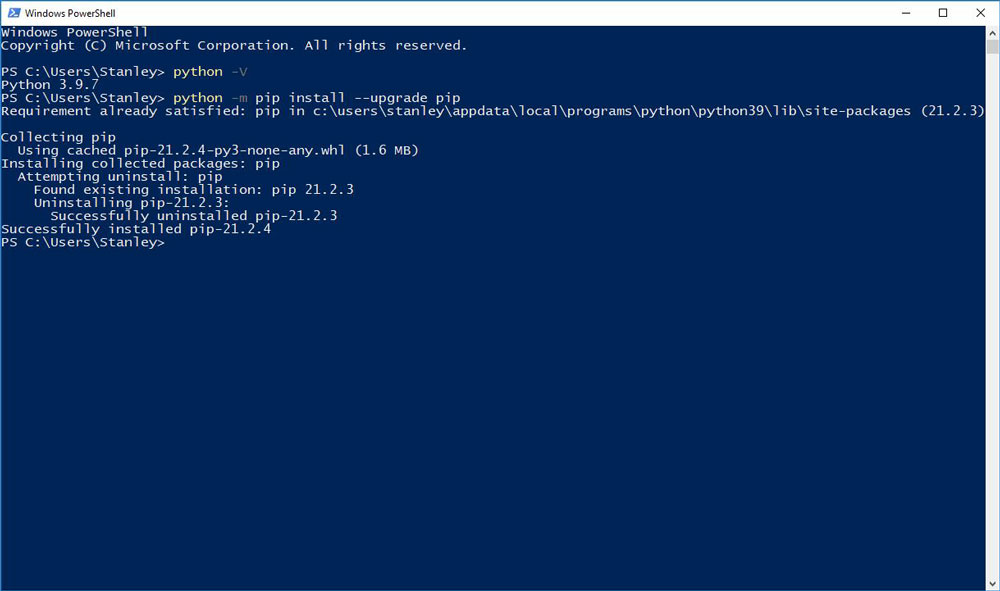 Windows PowerShell
Windows PowerShell
Copyright (C) Microsoft Corporation. All rights reserved.
PS C:\Users\Stanley> python -V
Python 3.9.7
PS C:\Users\Stanley> python -m pip install --upgrade pip
Requirement already satisfied: pip in c:\users\stanley\appdata\local\programs\python\python39\lib\site-packages (21.2.3)
Collecting pip
  Using cached pip-21.2.4-py3-none-any.whl (1.6 MB)
Installing collected packages: pip
  Attempting uninstall: pip
    Found existing installation: pip 21.2.3
    Uninstalling pip-21.2.3:
      Successfully uninstalled pip-21.2.3
Successfully installed pip-21.2.4
PS C:\Users\Stanley>